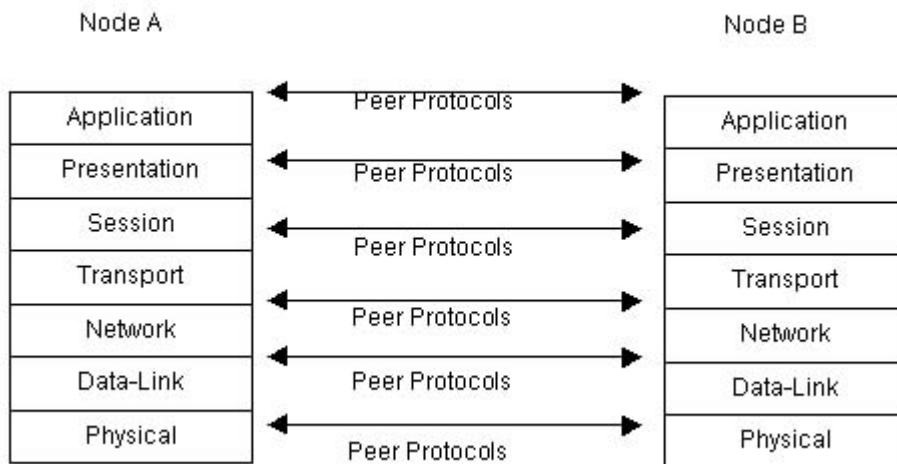 Node A
Node B
Peer Protocols
Application
Application
Presentation
Peer Protocols
Presentation
Session
Peer Protocols
Session
Transport
Transport
Peer Protocols
Network
Network
Data-Link
Peer Protocols
Data-Link
Physical
Peer Protocols
Physical